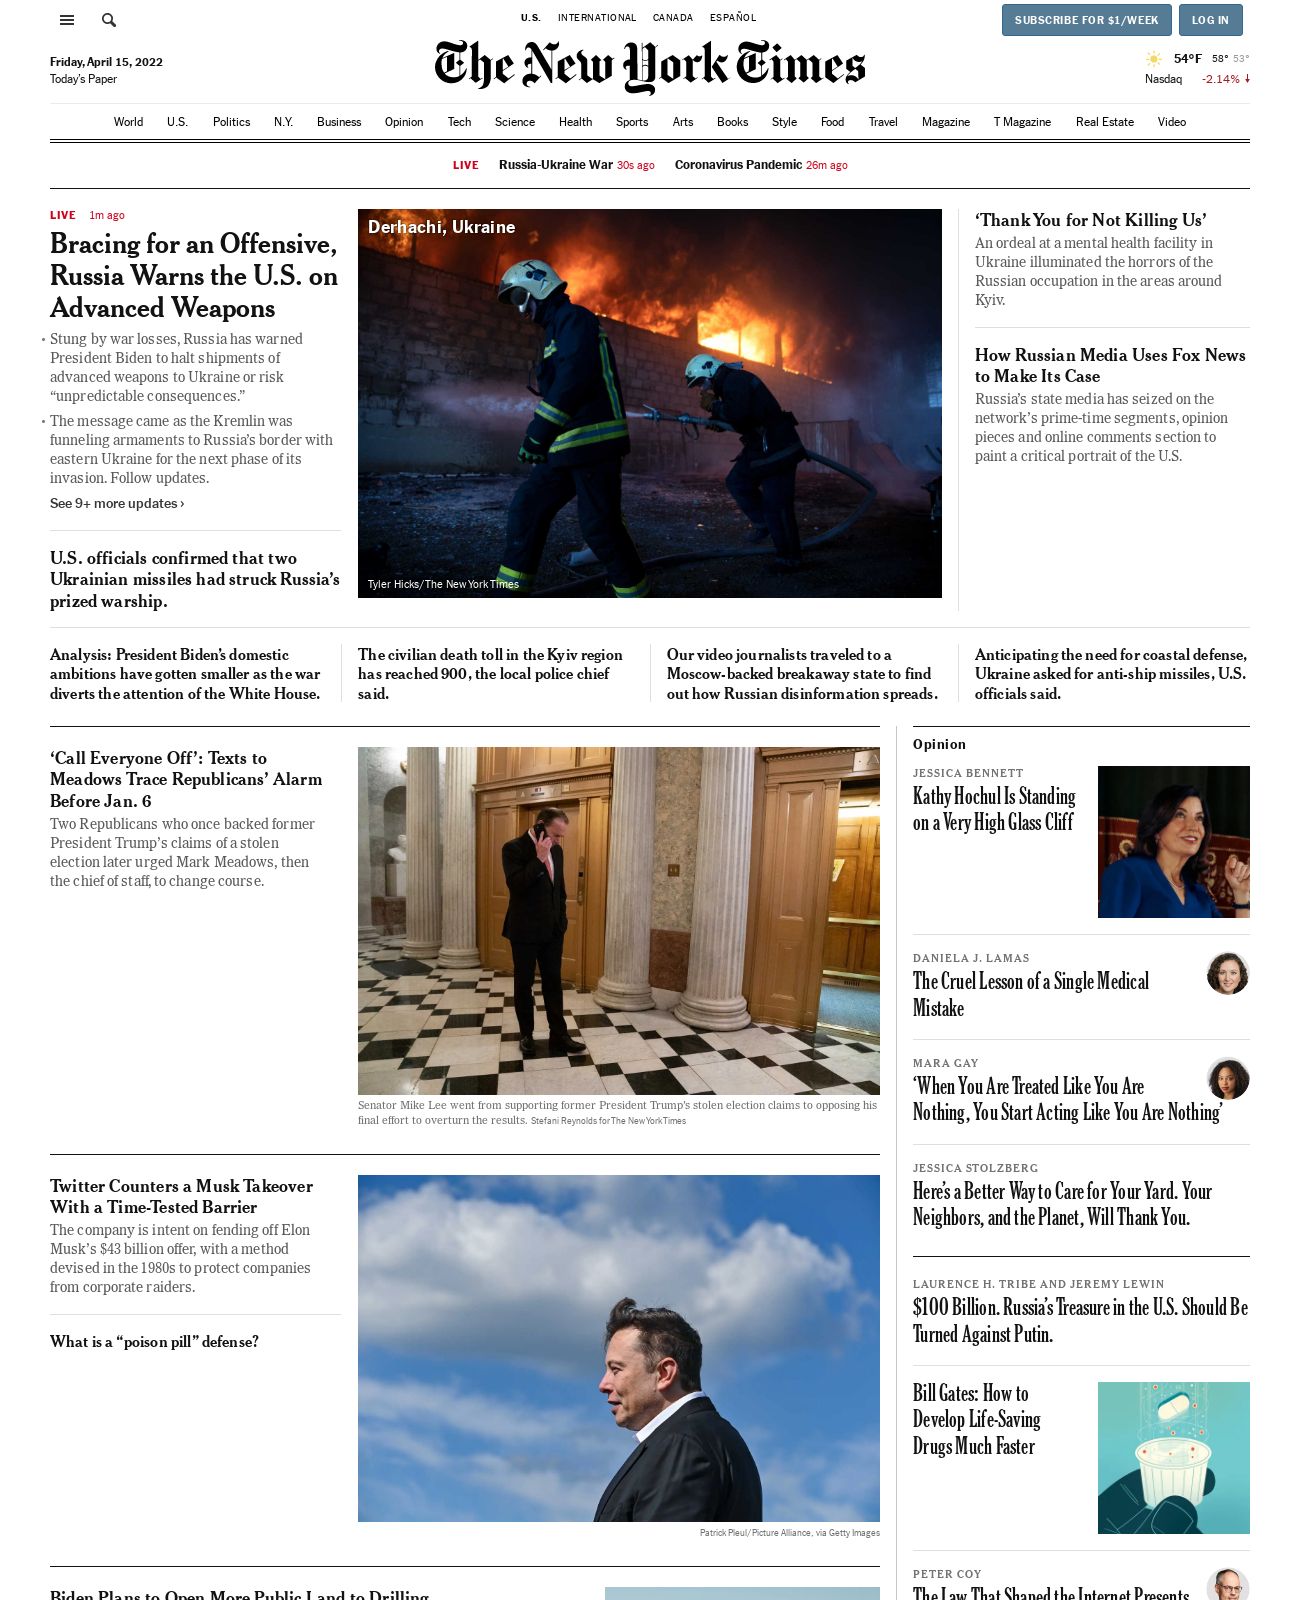 U.S. INTERNATIONAL CANADA ESPAÑOL
SUBSCRIBE FOR $1/WEEK LOG IN
Friday, April 15, 2022
Today's Paper
The New York Times
54°F 58° 53°
Nasdaq -2.14% ↓
World U.S. Politics N.Y. Business Opinion Tech Science Health Sports Arts Books Style Food Travel Magazine T Magazine Real Estate Video
LIVE Russia-Ukraine War 30s ago Coronavirus Pandemic 26m ago
LIVE 1m ago
Bracing for an Offensive,
Russia Warns the U.S. on
Advanced Weapons
• Stung by war losses, Russia has warned
President Biden to halt shipments of
advanced weapons to Ukraine or risk
“unpredictable consequences.”
• The message came as the Kremlin was
funneling armaments to Russia’s border with
eastern Ukraine for the next phase of its
invasion. Follow updates.
See 9+ more updates ›
U.S. officials confirmed that two
Ukrainian missiles had struck Russia’s
prized warship.
Derhachi, Ukraine
Tyler Hicks/The New York Times
‘Thank You for Not Killing Us’
An ordeal at a mental health facility in
Ukraine illuminated the horrors of the
Russian occupation in the areas around
Kyiv.
How Russian Media Uses Fox News
to Make Its Case
Russia’s state media has seized on the
network’s prime-time segments, opinion
pieces and online comments section to
paint a critical portrait of the U.S.
Analysis: President Biden’s domestic
ambitions have gotten smaller as the war
diverts the attention of the White House.
The civilian death toll in the Kyiv region
has reached 900, the local police chief
said.
Our video journalists traveled to a
Moscow-backed breakaway state to find
out how Russian disinformation spreads.
Anticipating the need for coastal defense,
Ukraine asked for anti-ship missiles, U.S.
officials said.
‘Call Everyone Off’: Texts to
Meadows Trace Republicans’ Alarm
Before Jan. 6
Two Republicans who once backed former
President Trump’s claims of a stolen
election later urged Mark Meadows, then
the chief of staff, to change course.
Senator Mike Lee went from supporting former President Trump’s stolen election claims to opposing his
final effort to overturn the results. Stefani Reynolds for The New York Times
Twitter Counters a Musk Takeover
With a Time-Tested Barrier
The company is intent on fending off Elon
Musk’s $43 billion offer, with a method
devised in the 1980s to protect companies
from corporate raiders.
What is a “poison pill” defense?
Patrick Pleul/Picture Alliance, via Getty Images
Biden Plans to Open More Public Land to Drilling
Opinion
JESSICA BENNETT
Kathy Hochul Is Standing
on a Very High Glass Cliff
DANIELA J. LAMAS
The Cruel Lesson of a Single Medical
Mistake
MARA GAY
‘When You Are Treated Like You Are
Nothing, You Start Acting Like You Are Nothing’
JESSICA STOLZBERG
Here’s a Better Way to Care for Your Yard. Your
Neighbors, and the Planet, Will Thank You.
LAURENCE H. TRIBE AND JEREMY LEWIN
$100 Billion. Russia’s Treasure in the U.S. Should Be
Turned Against Putin.
Bill Gates: How to
Develop Life-Saving
Drugs Much Faster
PETER COY
The Law That Shaped the Internet Presents